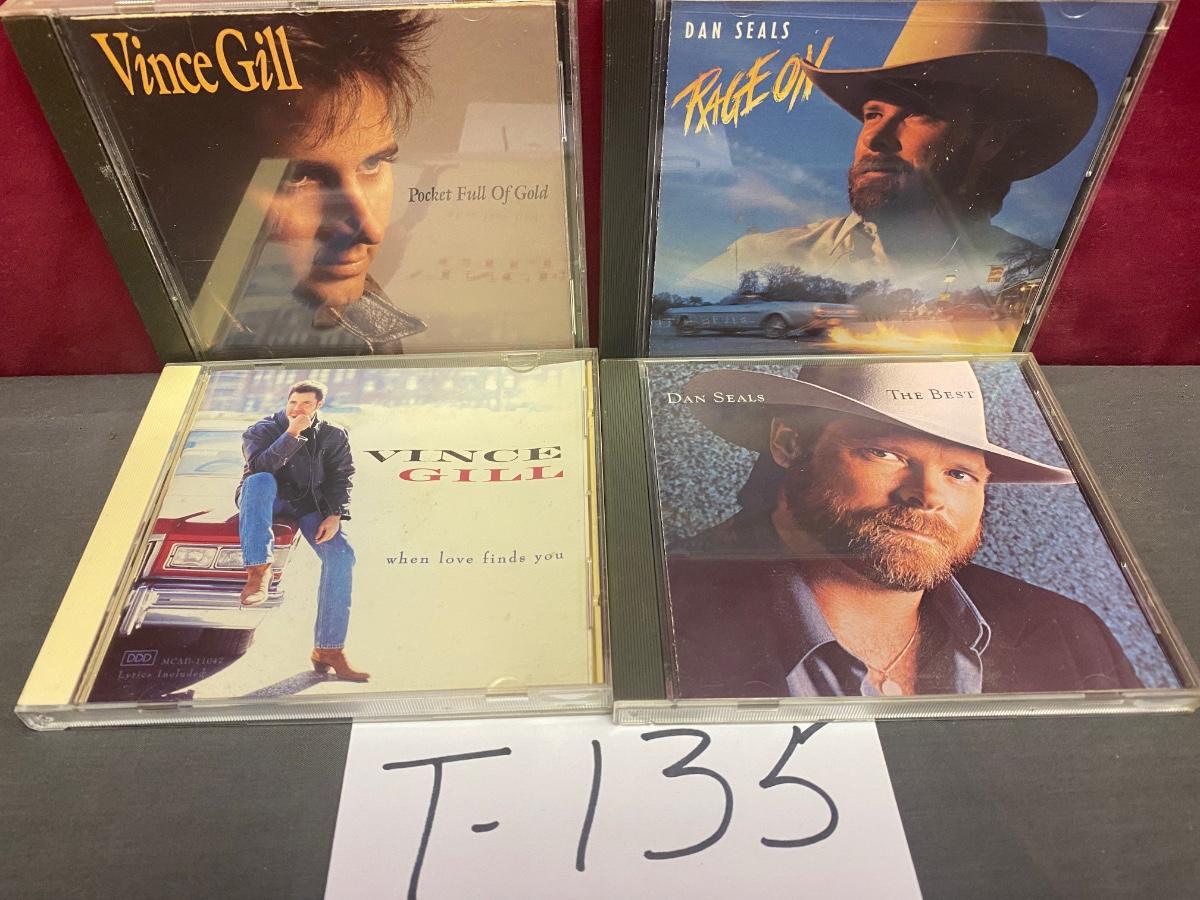 Vince Gill
Pocket Full Of Gold
DAN SEALS
RAGE ON
VINCE
GILL
when love finds you
DDD MCAD-11047
Lyrics Included
DAN SEALS
THE BEST
T-135